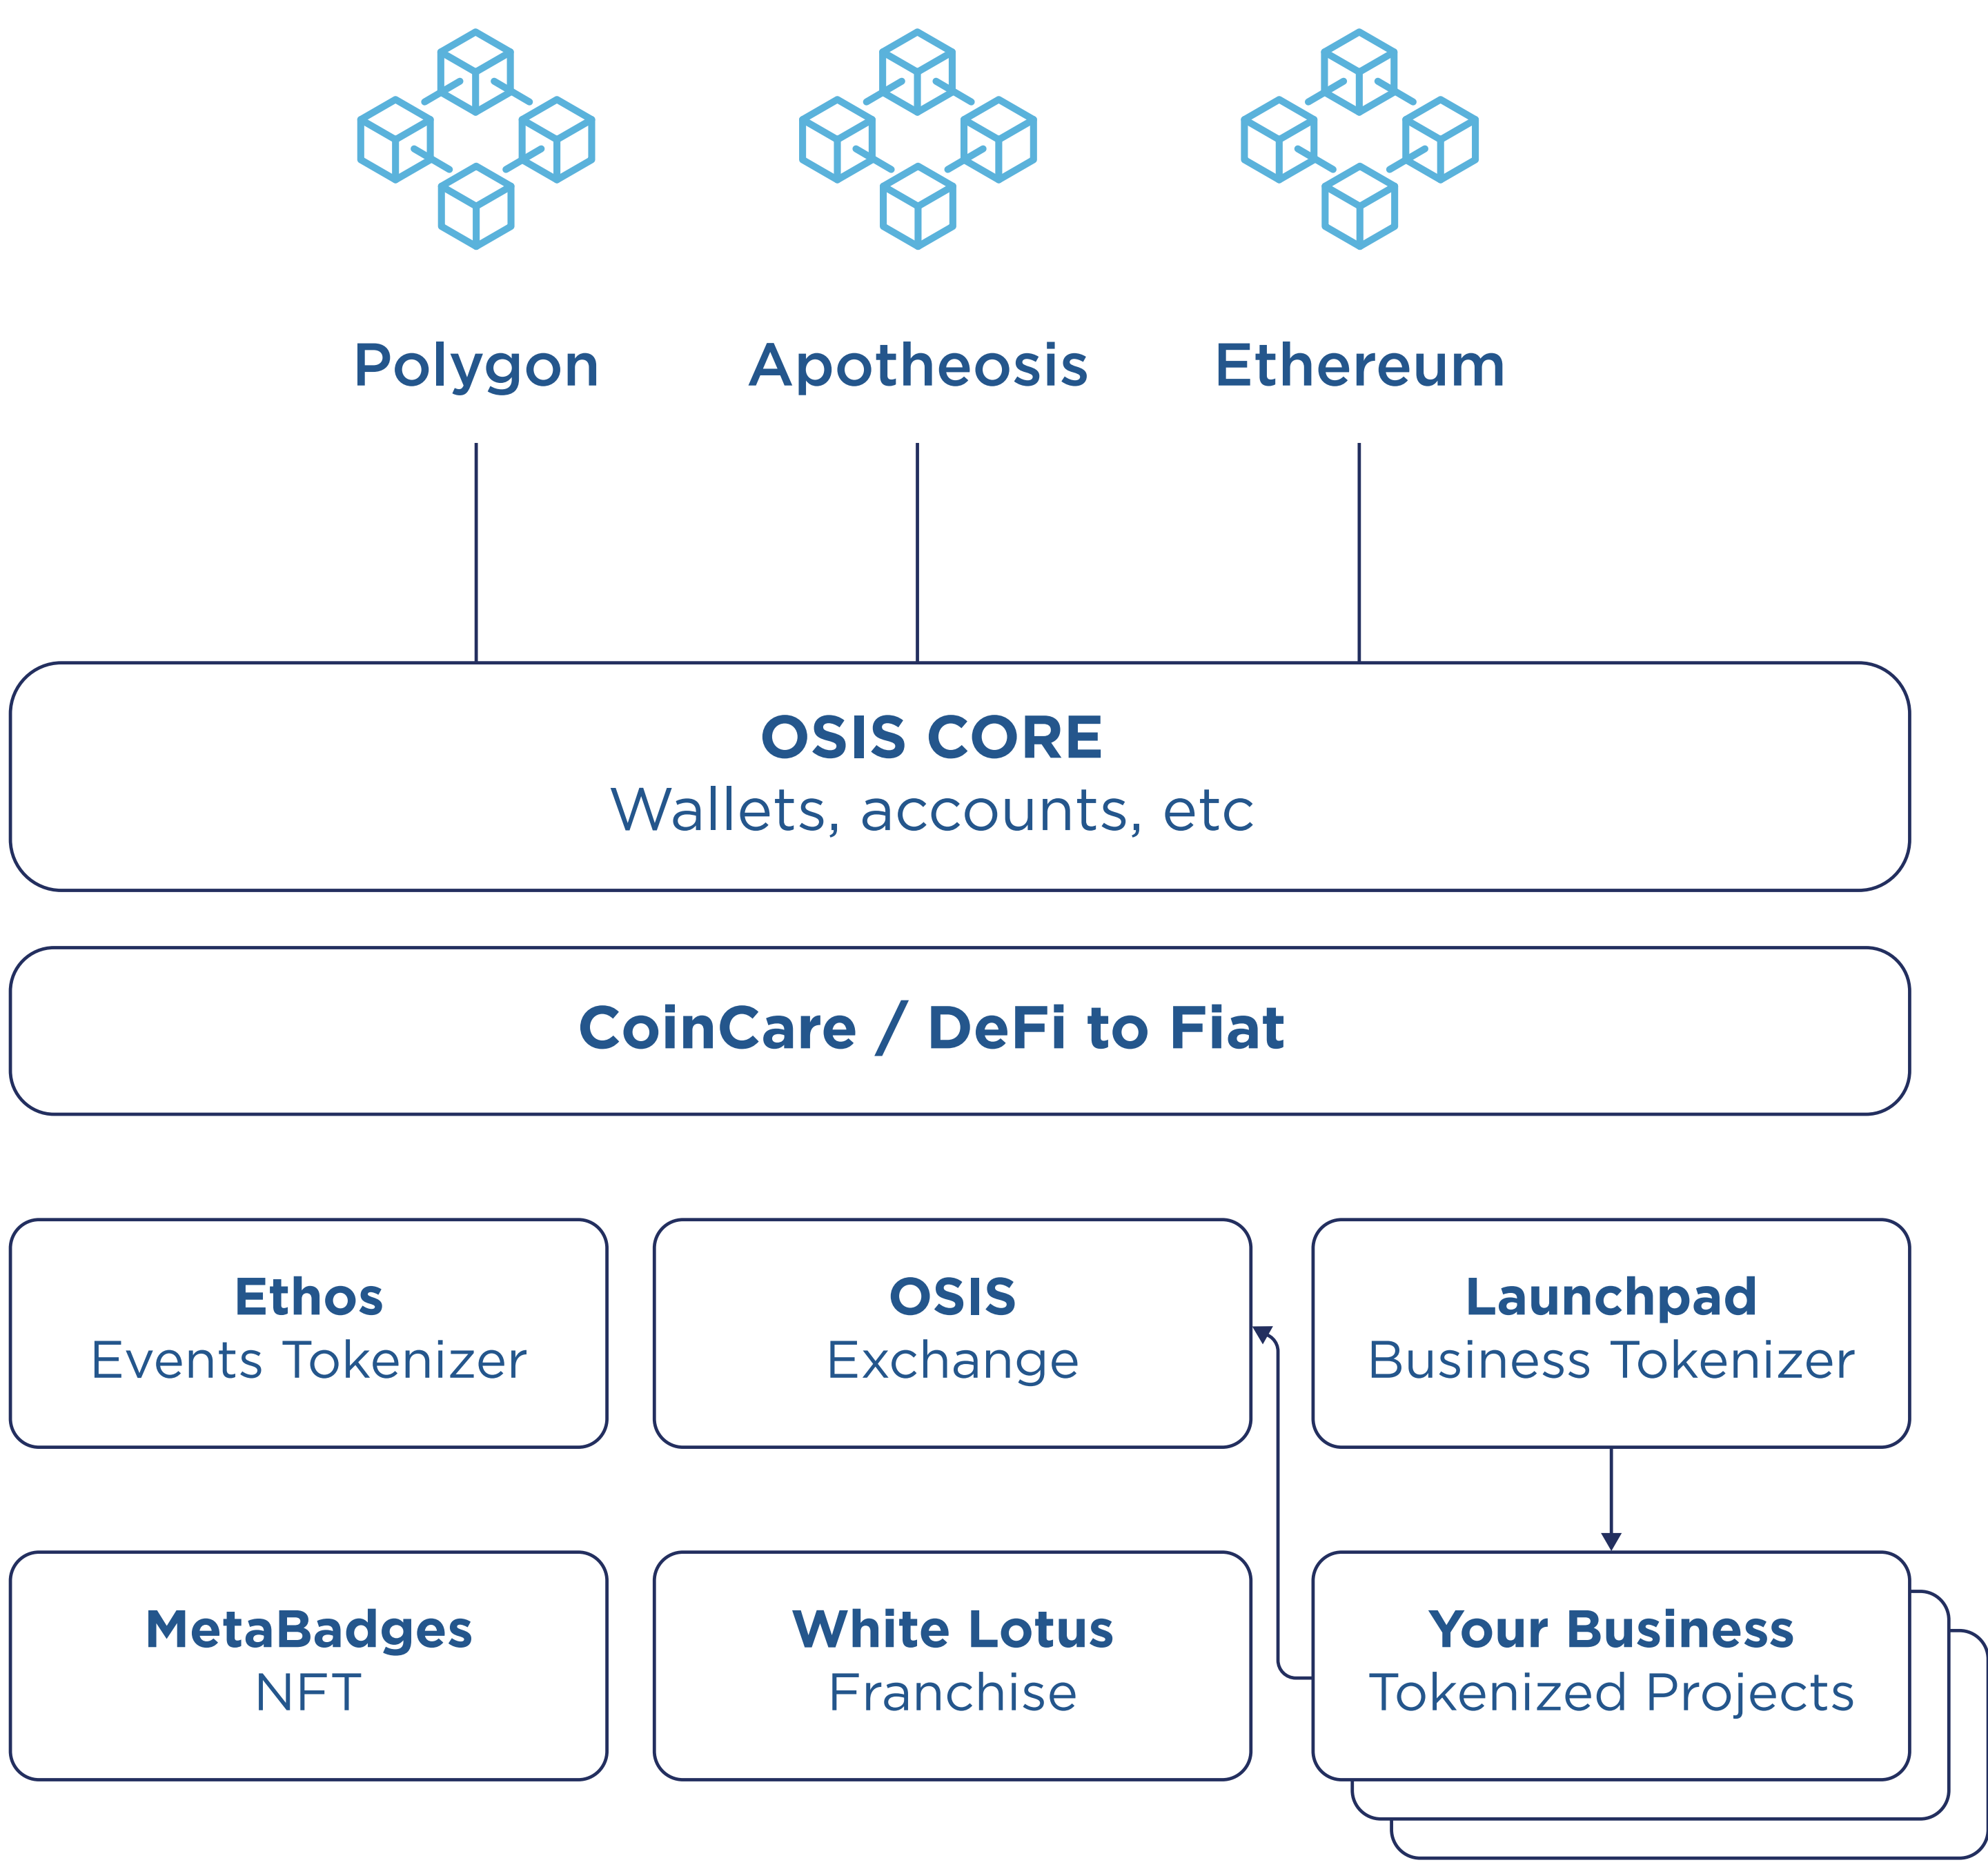 Polygon
Apotheosis
Ethereum
OSIS CORE
Wallets, accounts, etc
CoinCare / DeFi to Fiat
Ethos
Events Tokenizer
OSIS
Exchange
Launchpad
Business Tokenizer
MetaBadges
NFT
White Lotus
Franchise
Your Business
Tokenized Projects